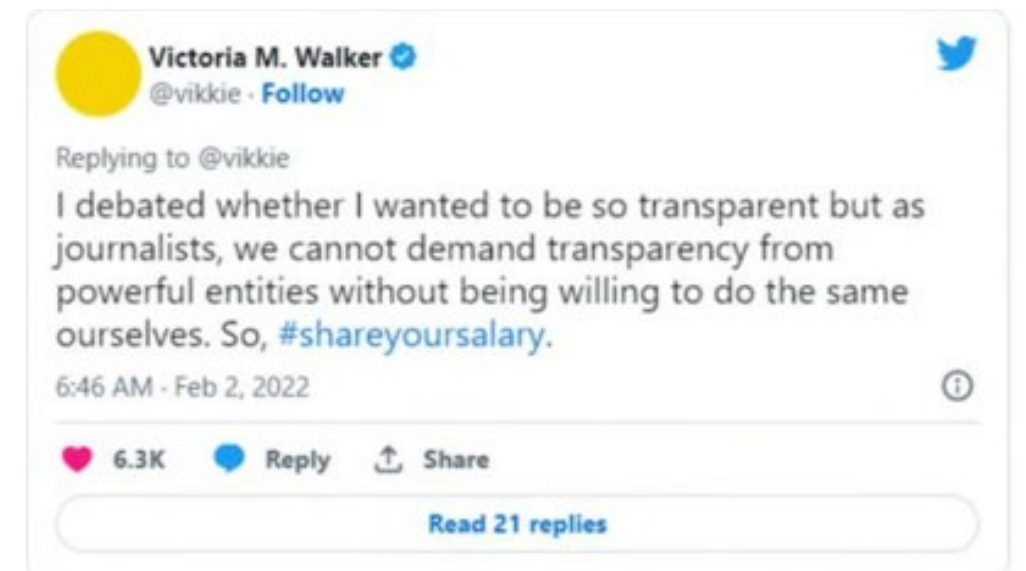 Victoria M. Walker
@vikkie · Follow
Replying to @vikkie
I debated whether I wanted to be so transparent but as
journalists, we cannot demand transparency from
powerful entities without being willing to do the same
ourselves. So, #shareyoursalary.
6:46 AM · Feb 2, 2022
6.3K Reply Share
Read 21 replies